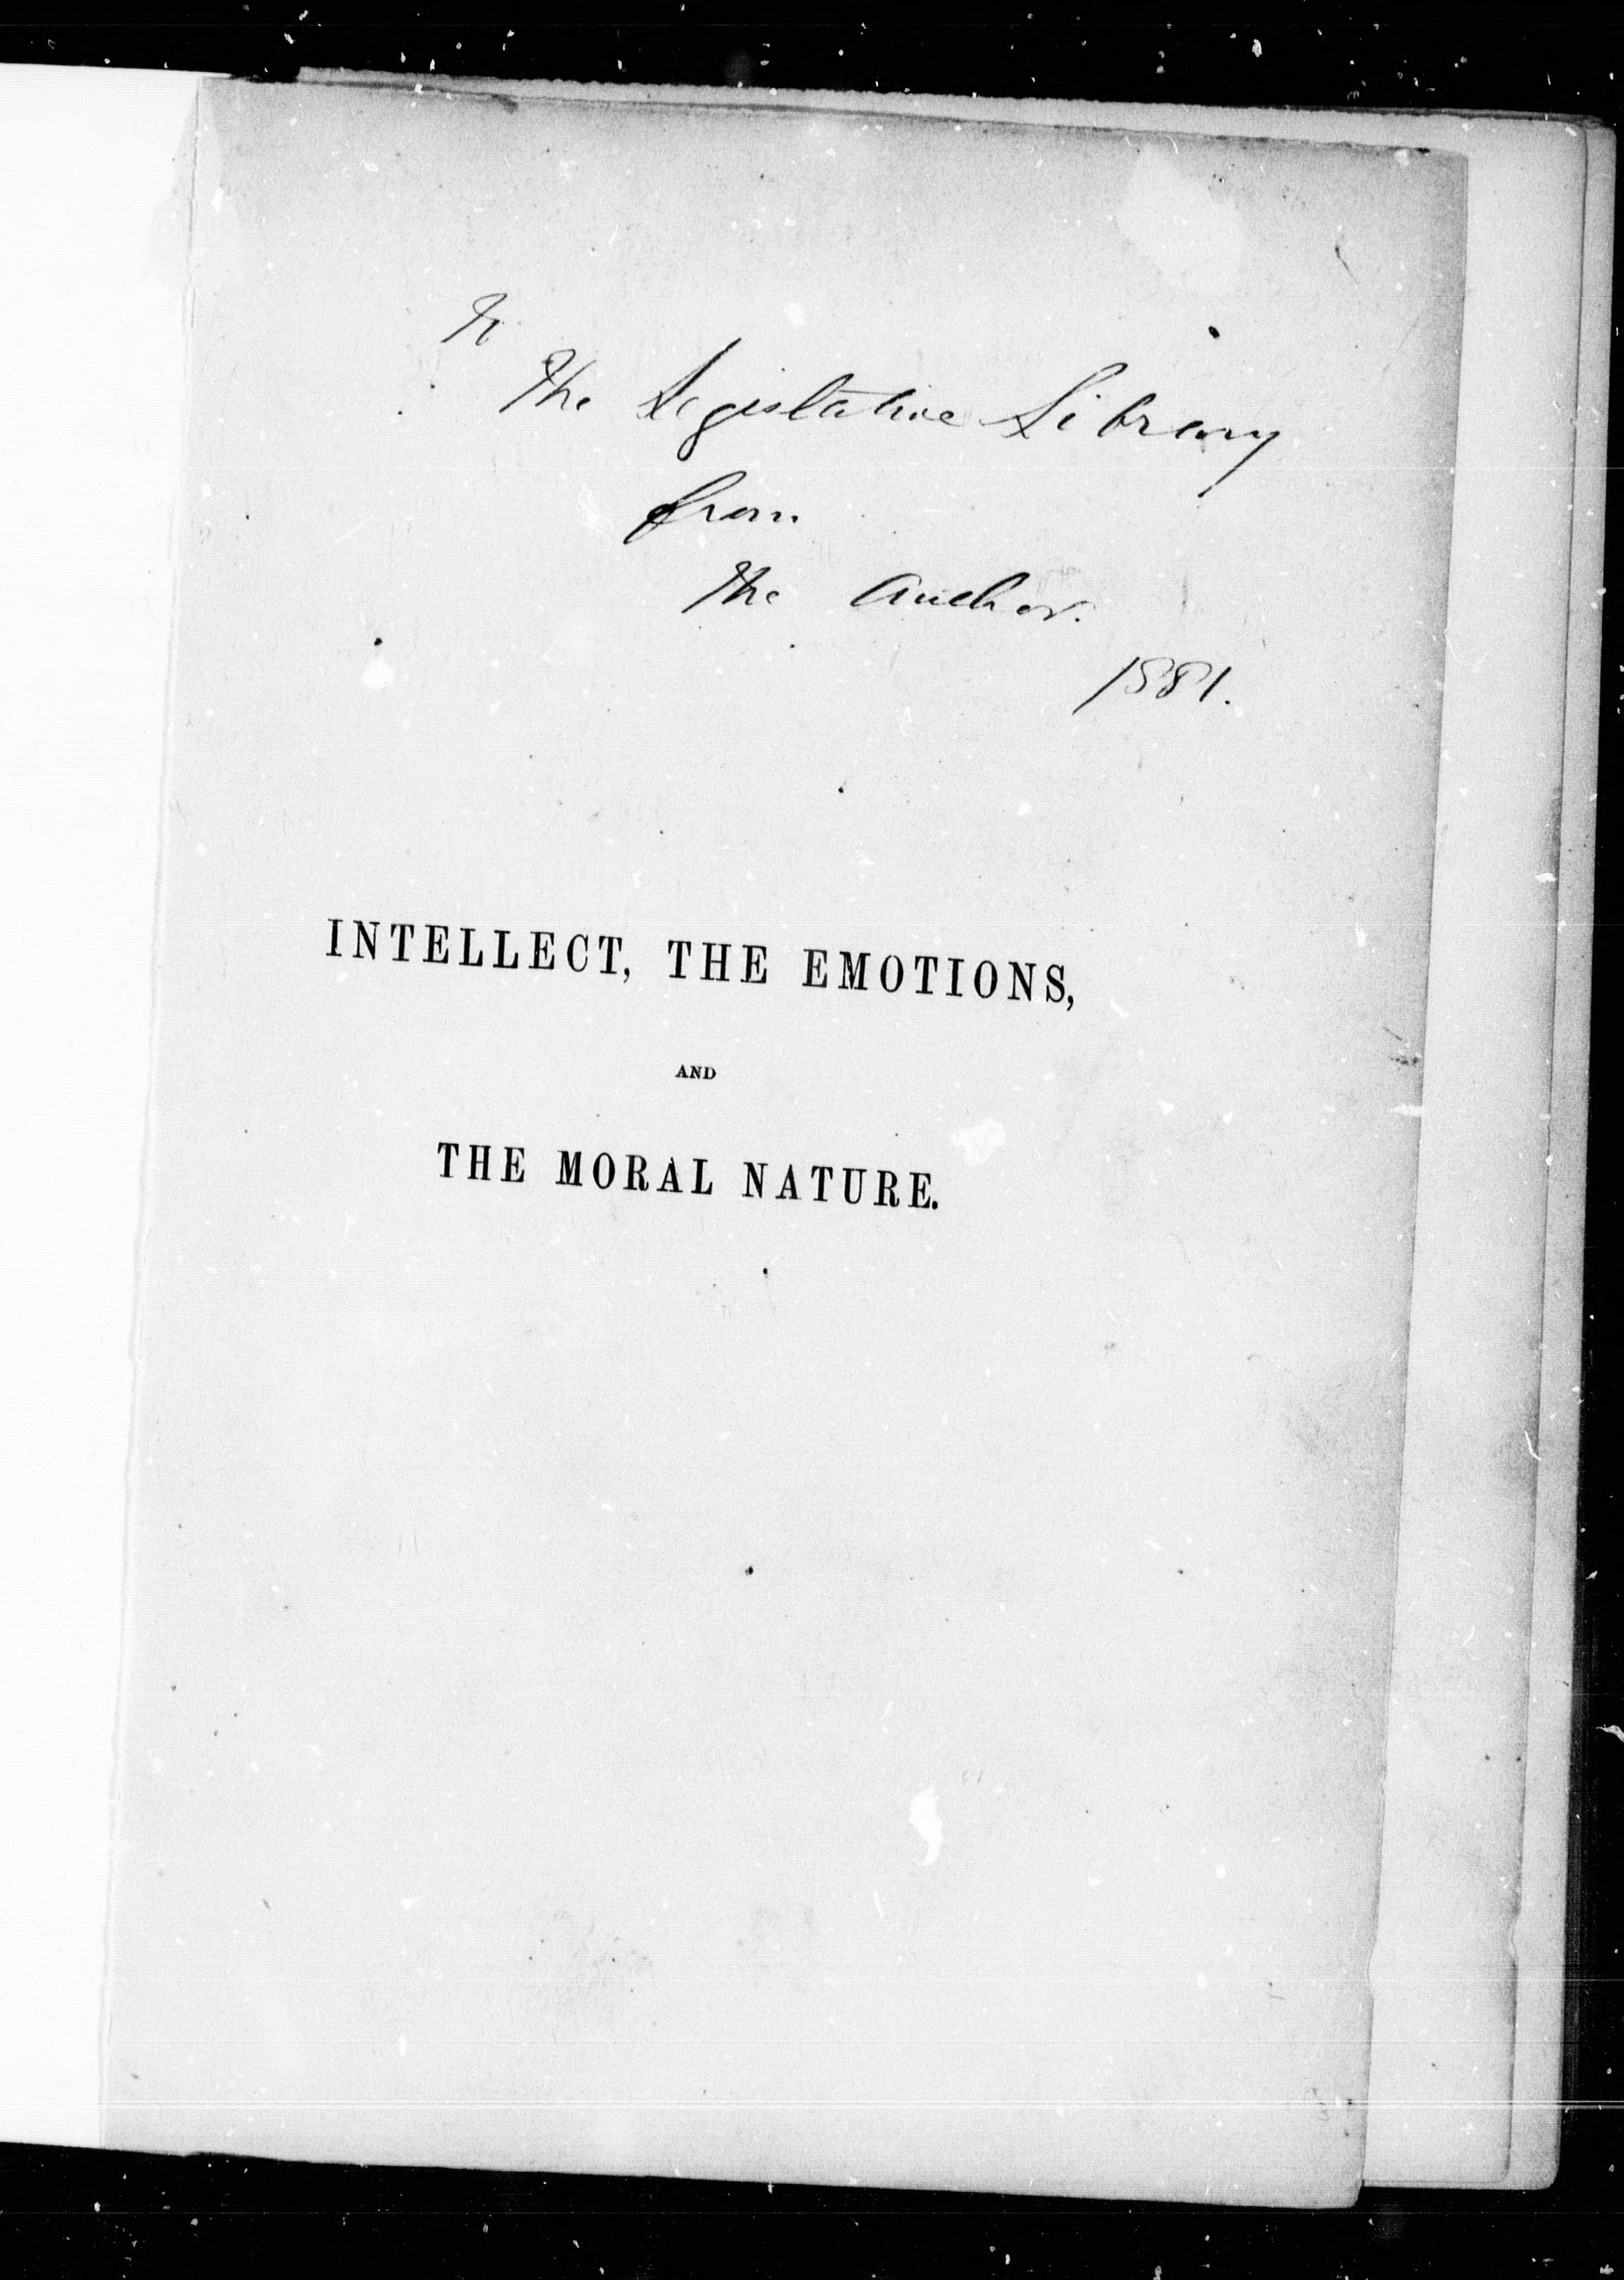 To
The Legislative Library
from
The Author.
1881.
INTELLECT, THE EMOTIONS,
AND
THE MORAL NATURE.